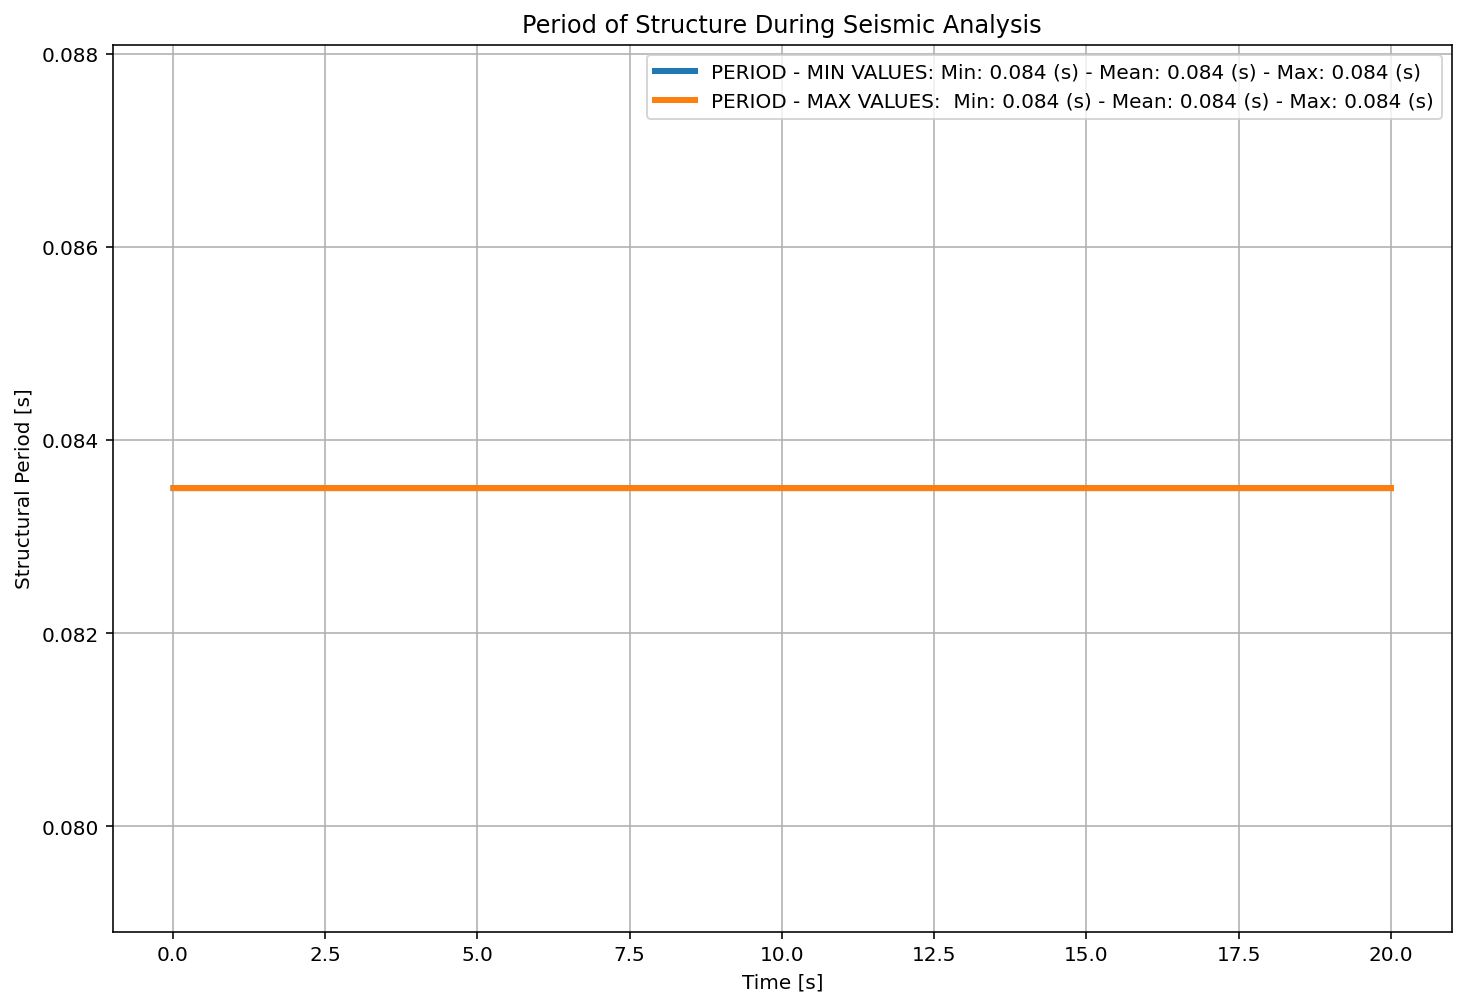 Period of Structure During Seismic Analysis
PERIOD - MIN VALUES: Min: 0.084 (s) - Mean: 0.084 (s) - Max: 0.084 (s)
PERIOD - MAX VALUES:  Min: 0.084 (s) - Mean: 0.084 (s) - Max: 0.084 (s)
Structural Period [s]
0.088
0.086
0.084
0.082
0.080
0.0 2.5 5.0 7.5 10.0 12.5 15.0 17.5 20.0
Time [s]